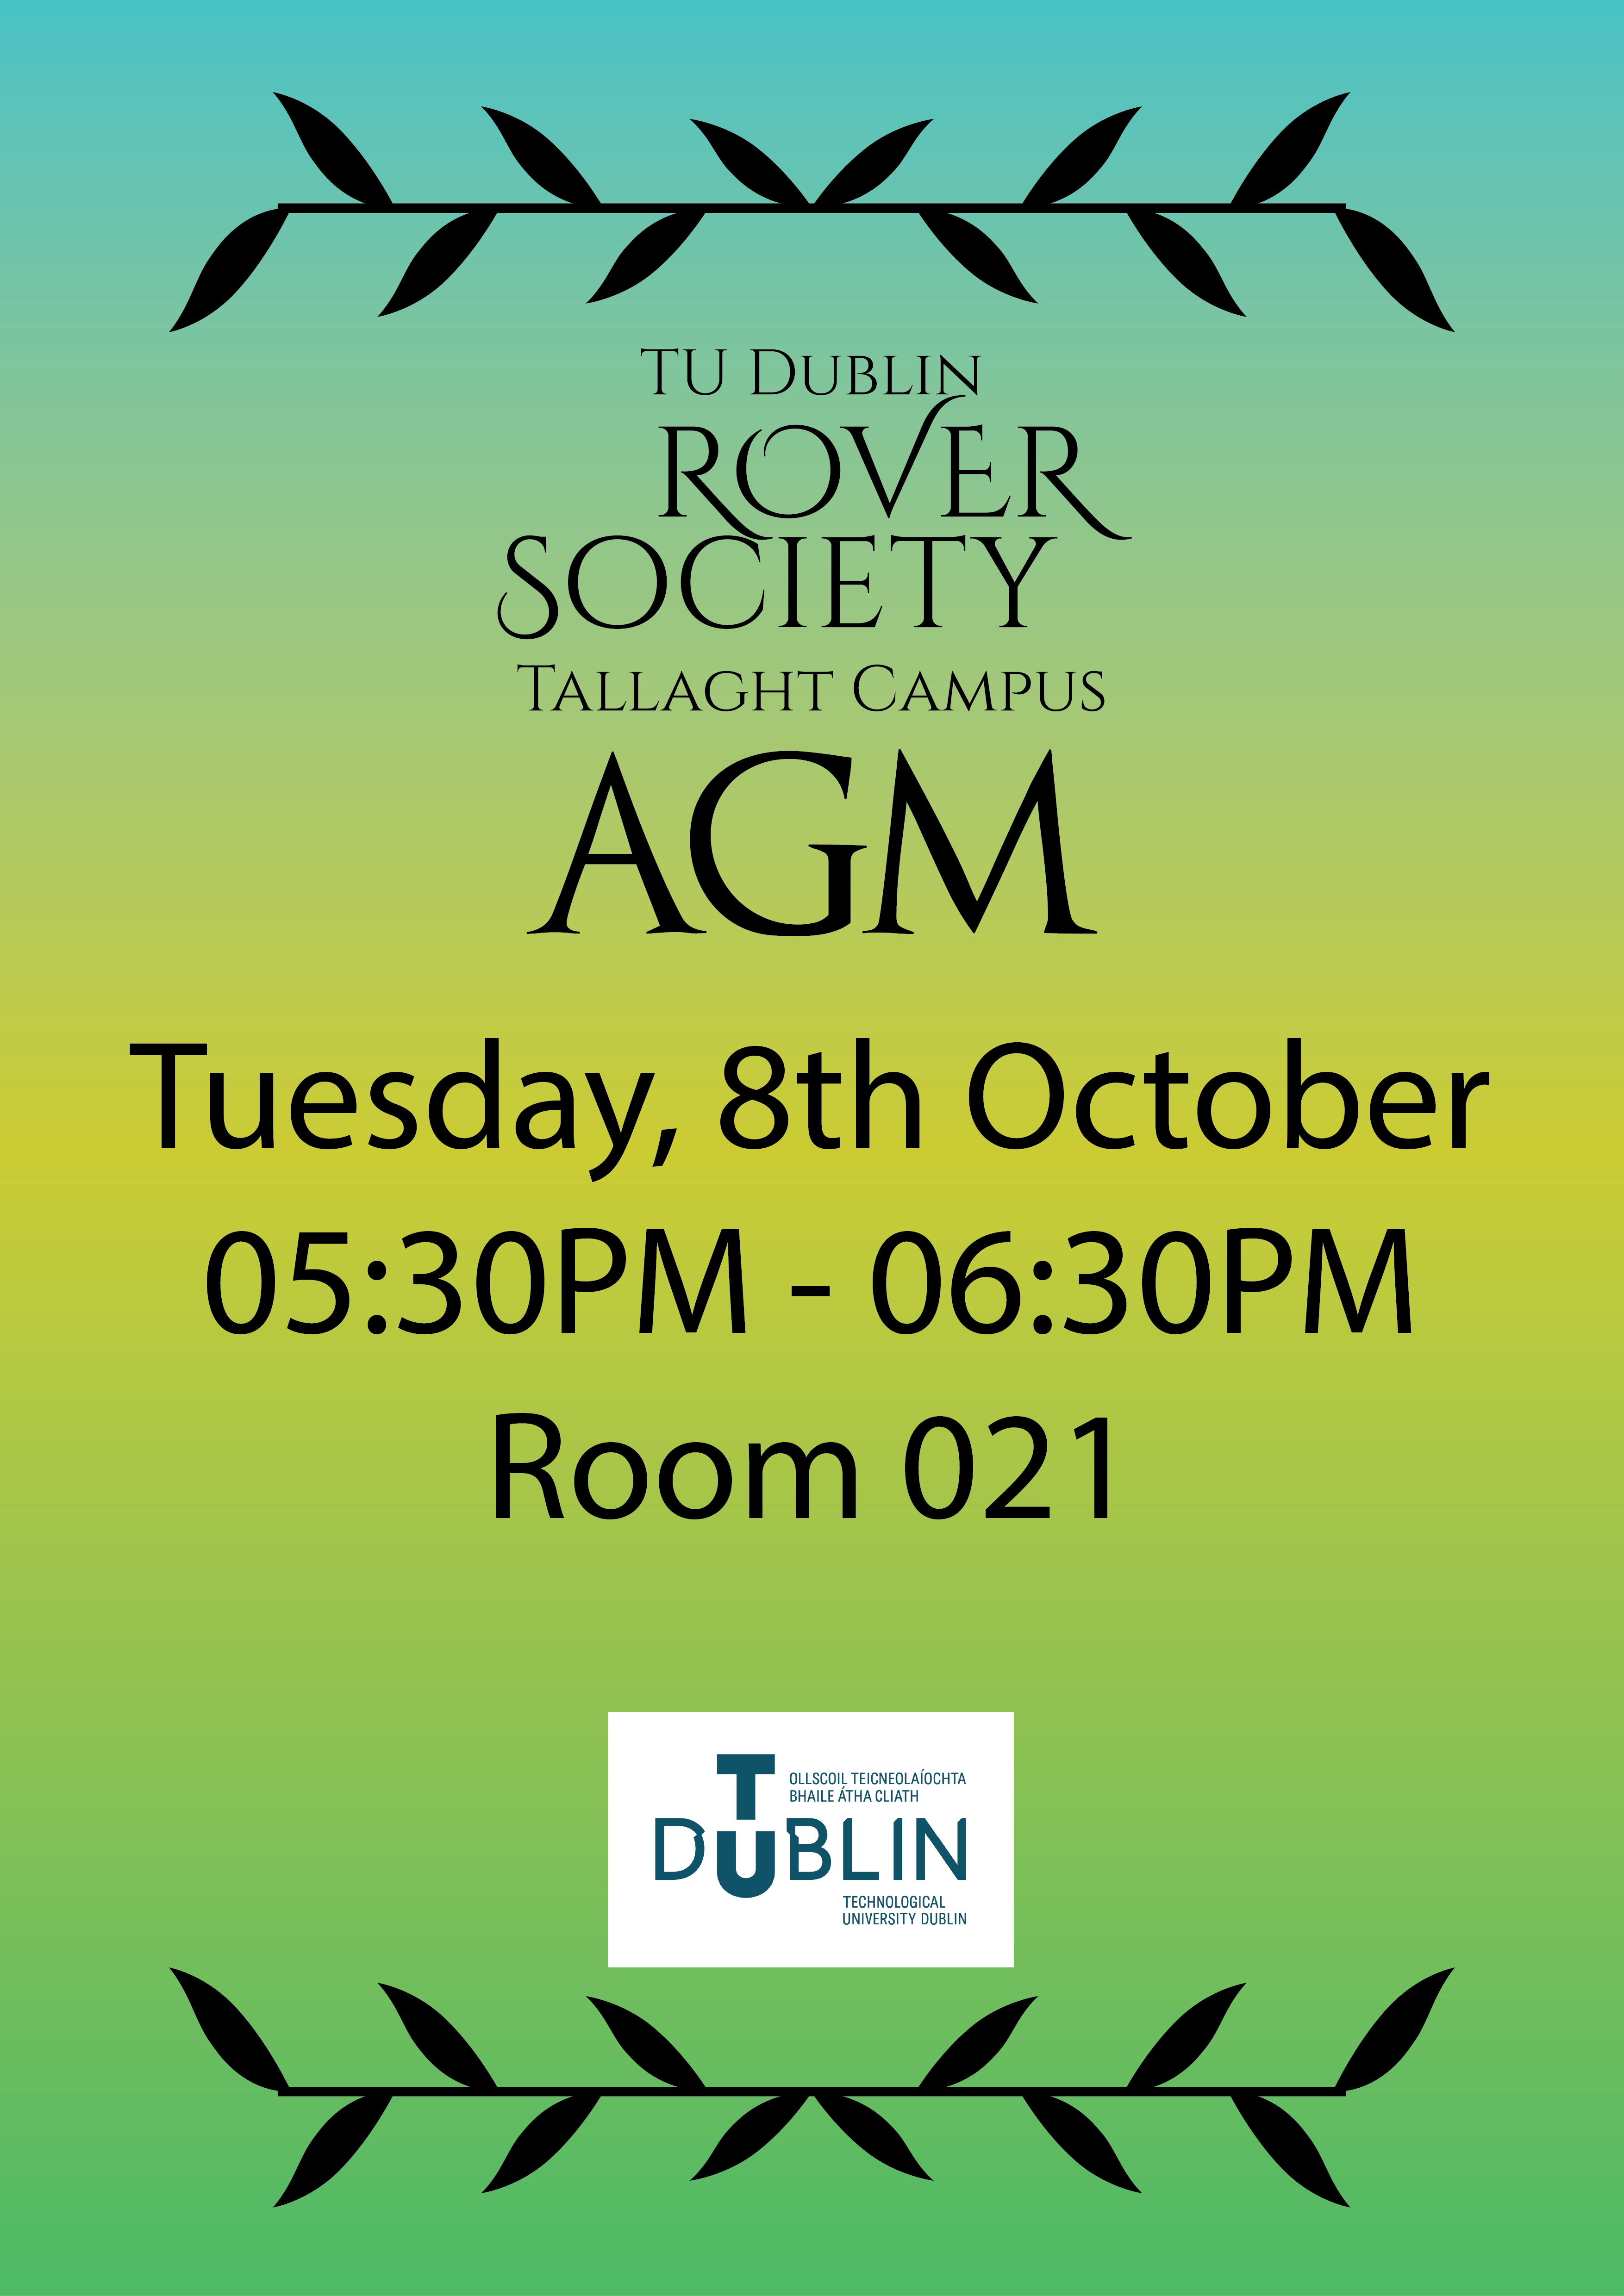 TU Dublin
Rover
Society
Tallaght Campus
AGM
Tuesday, 8th October
05:30PM - 06:30PM
Room 021
OLLSCOIL TEICNEOLAÍOCHTA
BHAILE ÁTHA CLIATH
TU DUBLIN
TECHNOLOGICAL
UNIVERSITY DUBLIN